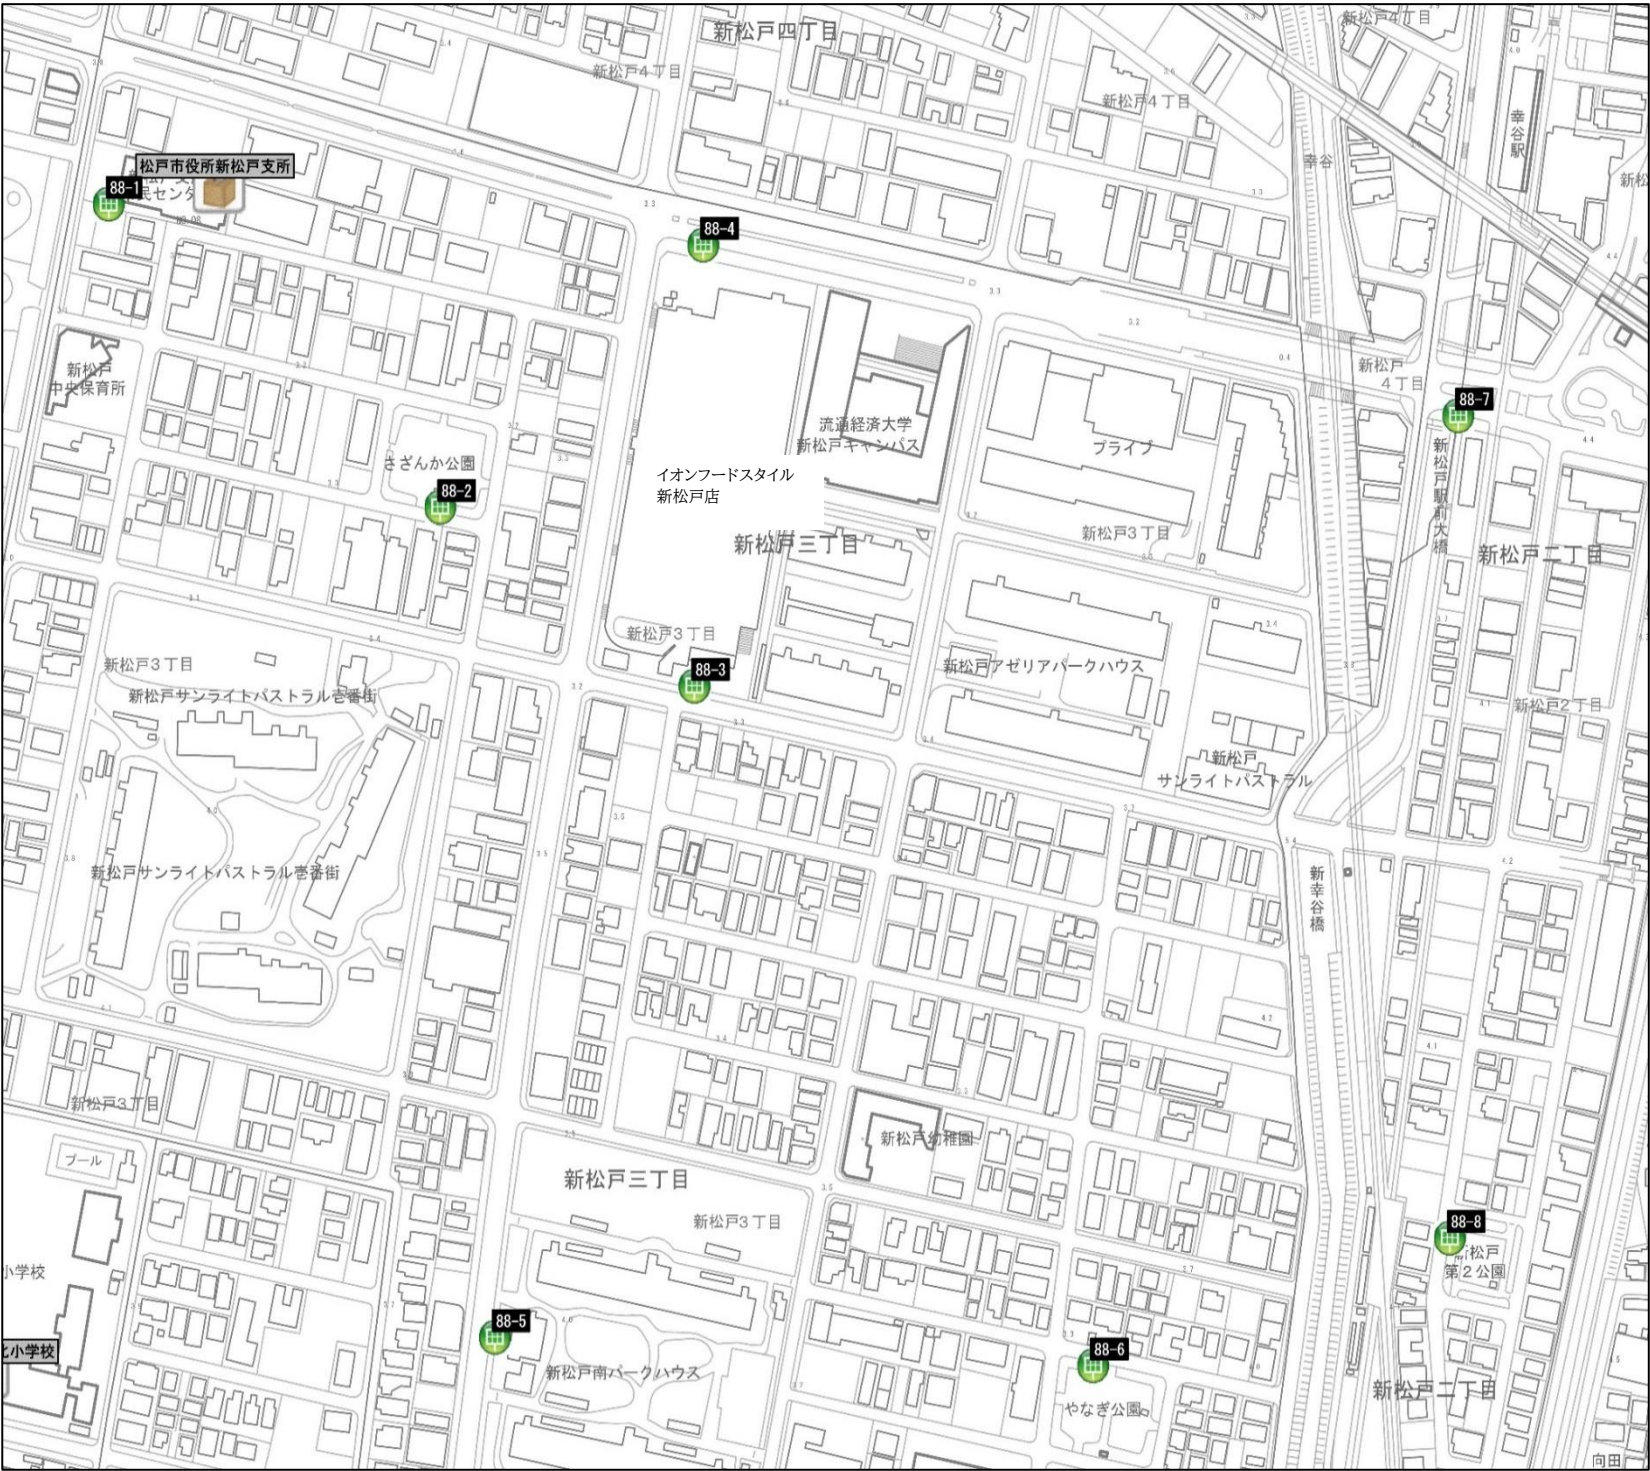 新松戸四丁目
新松戸4丁目
新松戸4丁目
新松戸4丁目
幸谷駅
幸谷
松戸市役所新松戸支所
88-1
88-4
3.3
3.3
3.2
0.4
新松戸
4丁目
88-7
4.4
新松戸駅前大橋
新松戸
中央保育所
流通経済大学
新松戸キャンパス
プライブ
さざんか公園
88-2
イオンフードスタイル
新松戸店
新松戸三丁目
新松戸3丁目
新松戸二丁目
新松戸3丁目
88-3
新松戸3丁目
新松戸サンライトパストラル壱番街
新松戸アゼリアパークハウス
新松戸2丁目
新松戸
サンライトパストラル
新松戸サンライトパストラル壱番街
新幸谷橋
4.2
新松戸3丁目
プール
新松戸幼稚園
新松戸三丁目
新松戸3丁目
小学校
88-8
松戸
第2公園
88-5
北小学校
新松戸南パークハウス
88-6
やなぎ公園
新松戸二丁目
向田